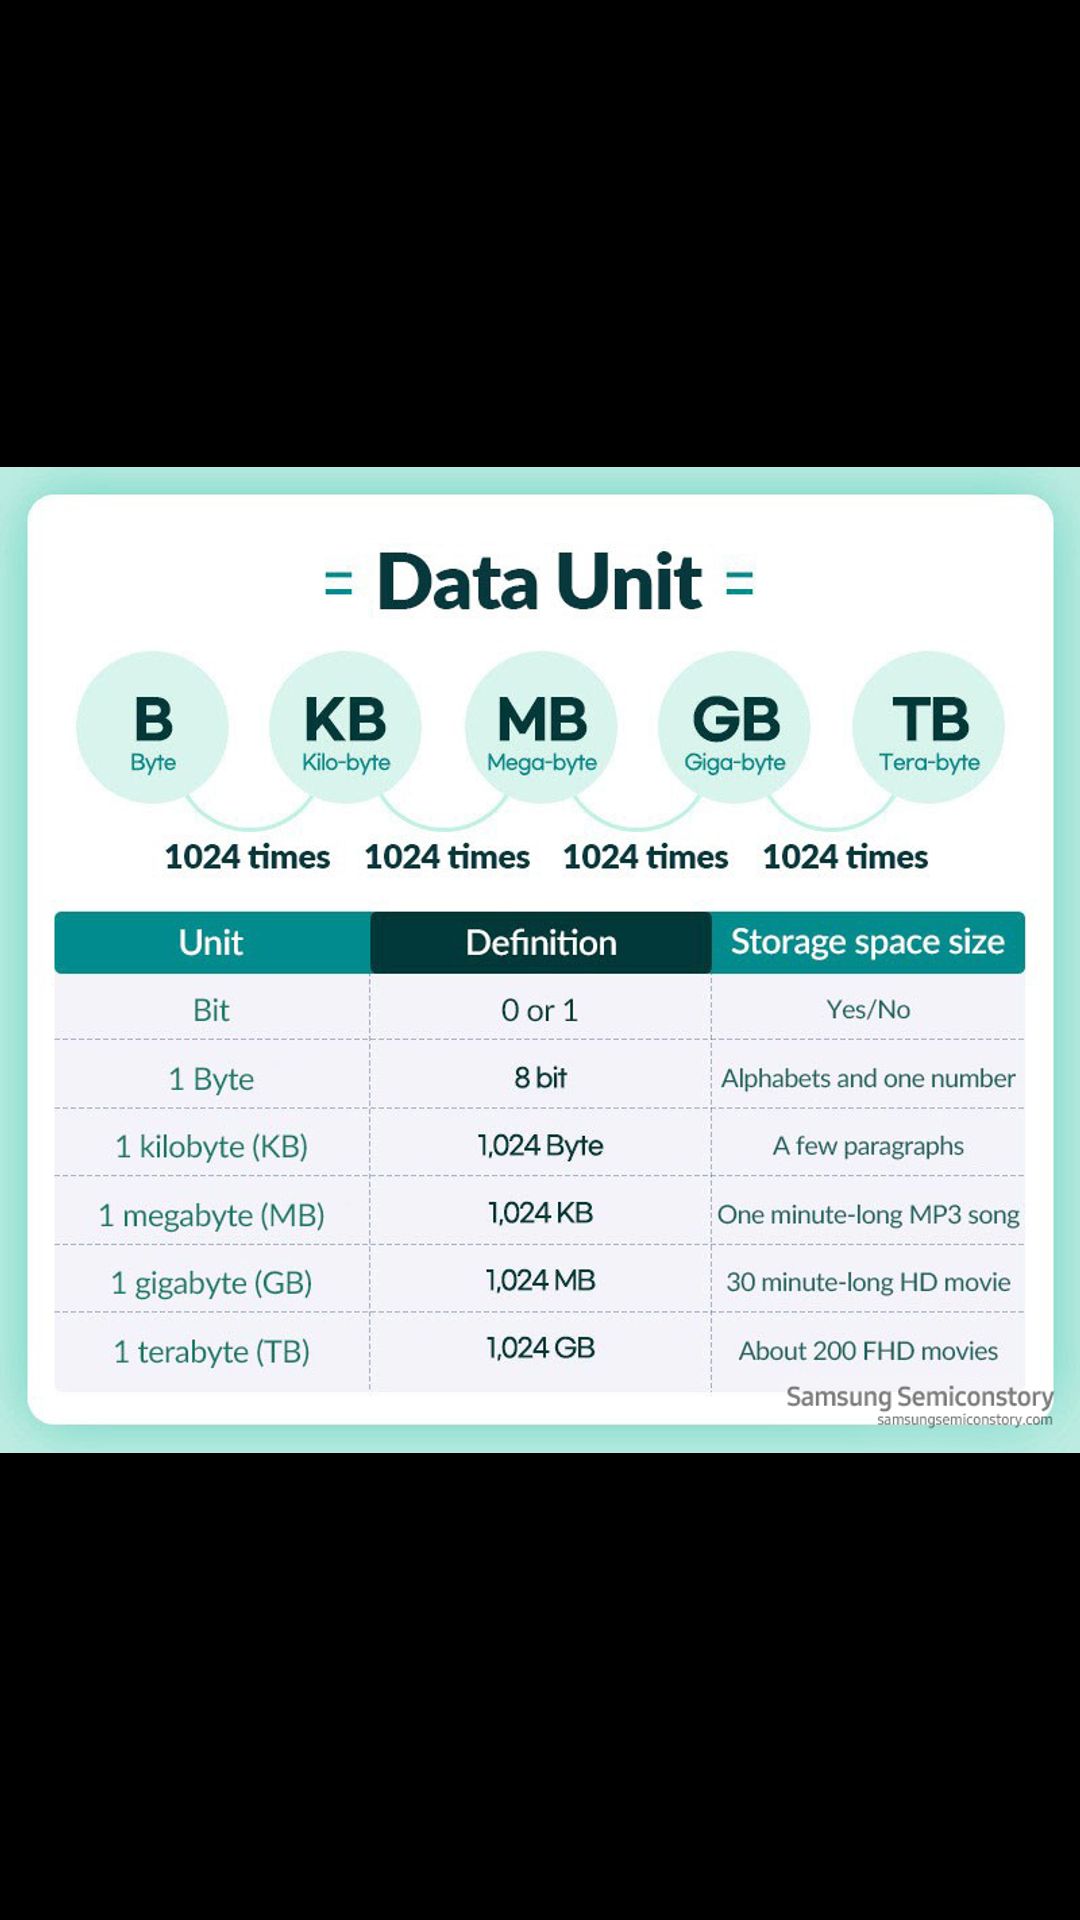 = Data Unit =
B KB MB GB TB
Byte Kilo-byte Mega-byte Giga-byte Tera-byte
1024 times 1024 times 1024 times 1024 times
Unit Definition Storage space size
Bit 0 or 1 Yes/No
1 Byte 8 bit Alphabets and one number
1 kilobyte (KB) 1,024 Byte A few paragraphs
1 megabyte (MB) 1,024 KB One minute-long MP3 song
1 gigabyte (GB) 1,024 MB 30 minute-long HD movie
1 terabyte (TB) 1,024 GB About 200 FHD movies
Samsung Semiconstory
samsungsemiconstory.com